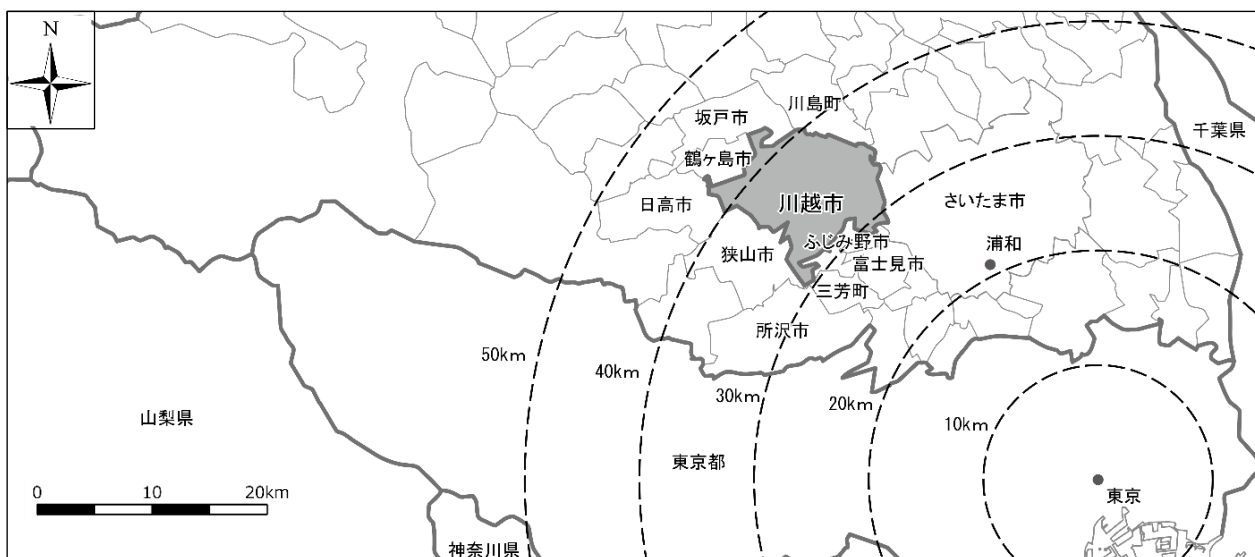 N
川島町
坂戸市
千葉県
鶴ヶ島市
川越市
さいたま市
日高市
ふじみ野市
浦和
狭山市
富士見市
三芳町
所沢市
50km
40km
30km
20km
10km
山梨県
東京都
0 10 20km
東京
神奈川県